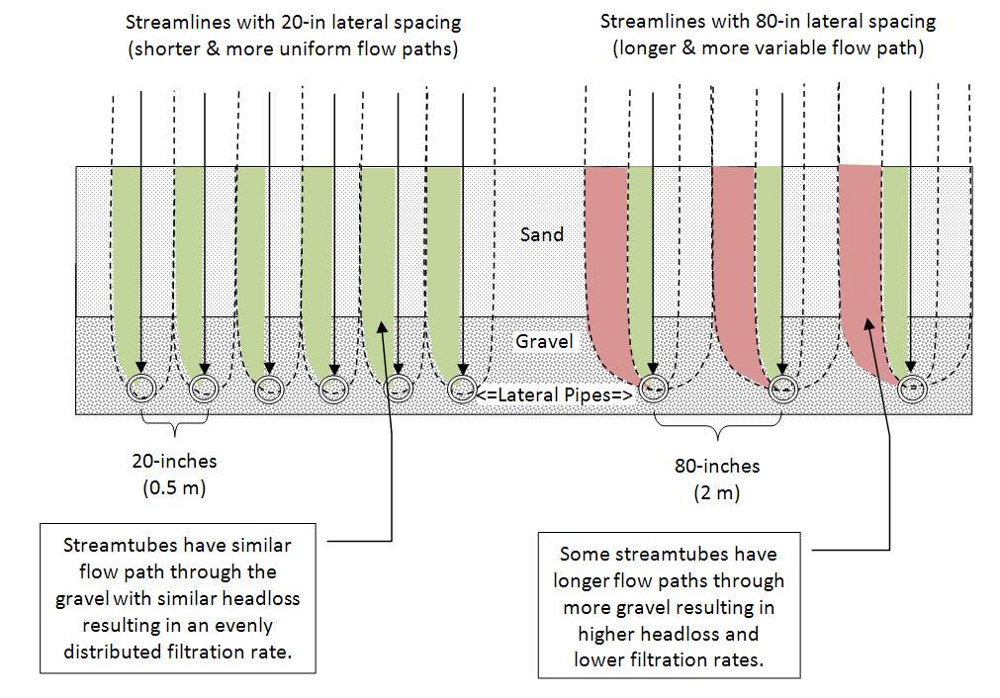 Streamlines with 20-in lateral spacing
(shorter & more uniform flow paths)
Streamlines with 80-in lateral spacing
(longer & more variable flow path)
Sand
Gravel
<=Lateral Pipes=>
20-inches
(0.5 m)
80-inches
(2 m)
Streamtubes have similar
flow path through the
gravel with similar headloss
resulting in an evenly
distributed filtration rate.
Some streamtubes have
longer flow paths through
more gravel resulting in
higher headloss and
lower filtration rates.